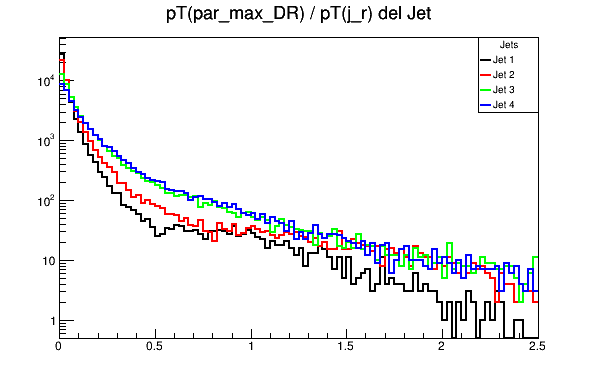 pT(par_max_DR) / pT(j_r) del Jet
Jets
Jet 1
Jet 2
Jet 3
Jet 4
10⁴
10³
10²
10
1
0 0.5 1 1.5 2 2.5